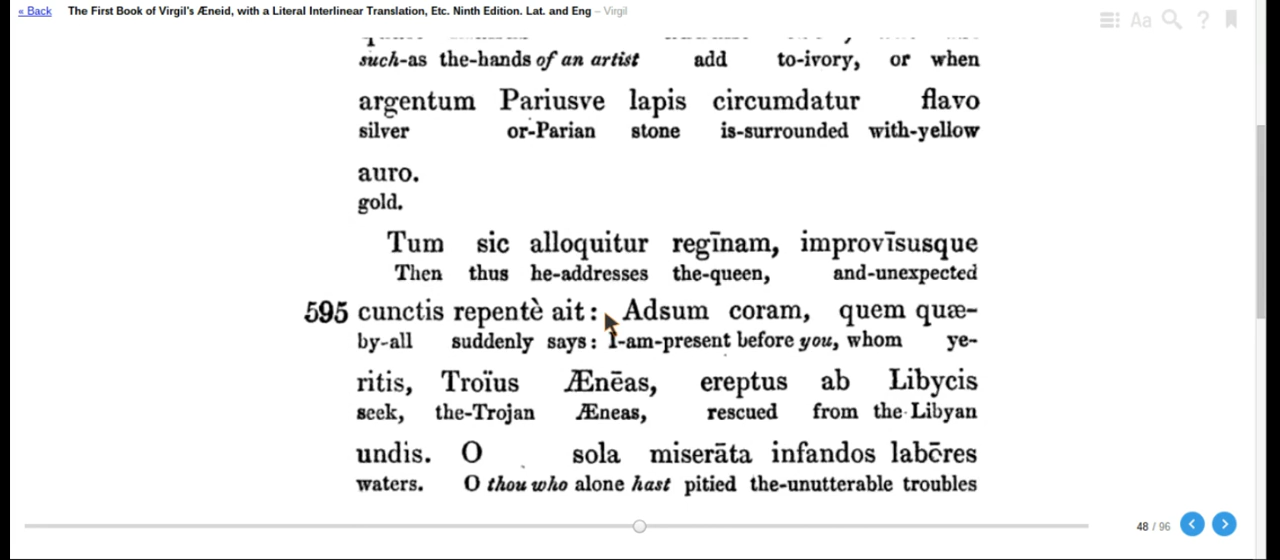 « Back The First Book of Virgil's Æneid, with a Literal Interlinear Translation, Etc. Ninth Edition. Lat. and Eng – Virgil
Aa ?
such-as the-hands of an artist add to-ivory, or when
argentum Pariusve lapis circumdatur flavo
silver or-Parian stone is-surrounded with-yellow
auro.
gold.
Tum sic alloquitur regīnam, improvīsusque
Then thus he-addresses the-queen, and-unexpected
595 cunctis repentè ait: Adsum coram, quem quæ-
by-all suddenly says: I-am-present before you, whom ye-
ritis, Troïus Ænēas, ereptus ab Libycis
seek, the-Trojan Æneas, rescued from the Libyan
undis. O sola miserāta infandos labōres
waters. O thou who alone hast pitied the-unutterable troubles
48 / 96